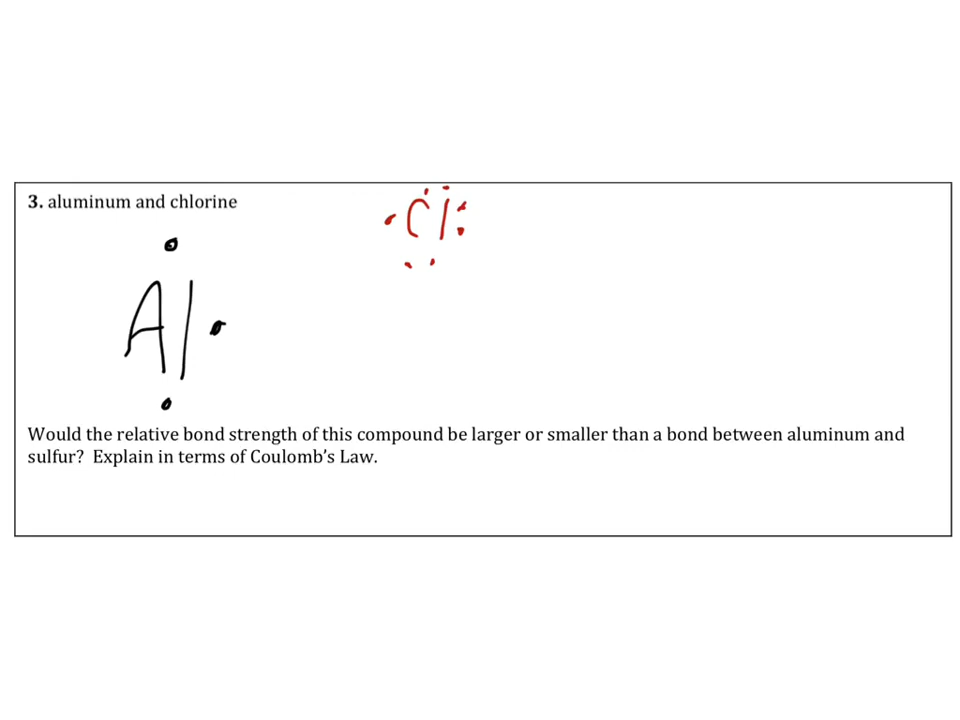 3. aluminum and chlorine
·Cl:
Al·
Would the relative bond strength of this compound be larger or smaller than a bond between aluminum and
sulfur? Explain in terms of Coulomb's Law.